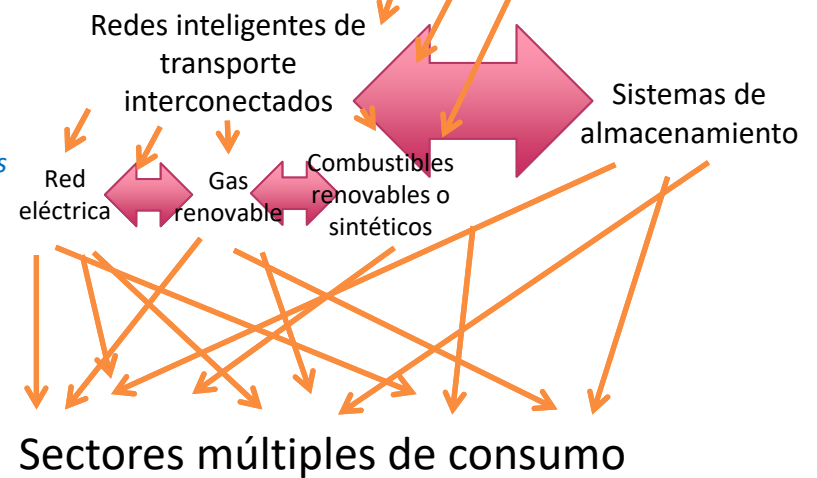 Redes inteligentes de
transporte
interconectados
Sistemas de
almacenamiento
s
Red
eléctrica
Gas
renovable
Combustibles
renovables o
sintéticos
Sectores múltiples de consumo